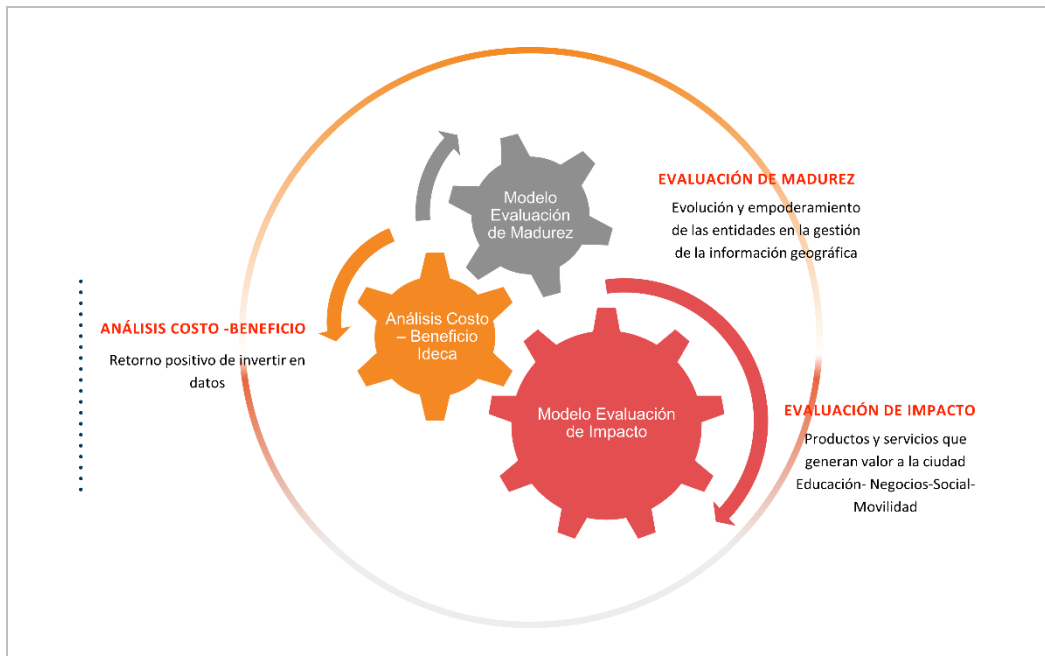 Modelo
Evaluación
de Madurez
EVALUACIÓN DE MADUREZ
Evolución y empoderamiento
de las entidades en la gestión
de la información geográfica
ANÁLISIS COSTO -BENEFICIO
Retorno positivo de invertir en
datos
Análisis Costo
– Beneficio
Ideca
Modelo Evaluación
de Impacto
EVALUACIÓN DE IMPACTO
Productos y servicios que
generan valor a la ciudad
Educación- Negocios-Social-
Movilidad